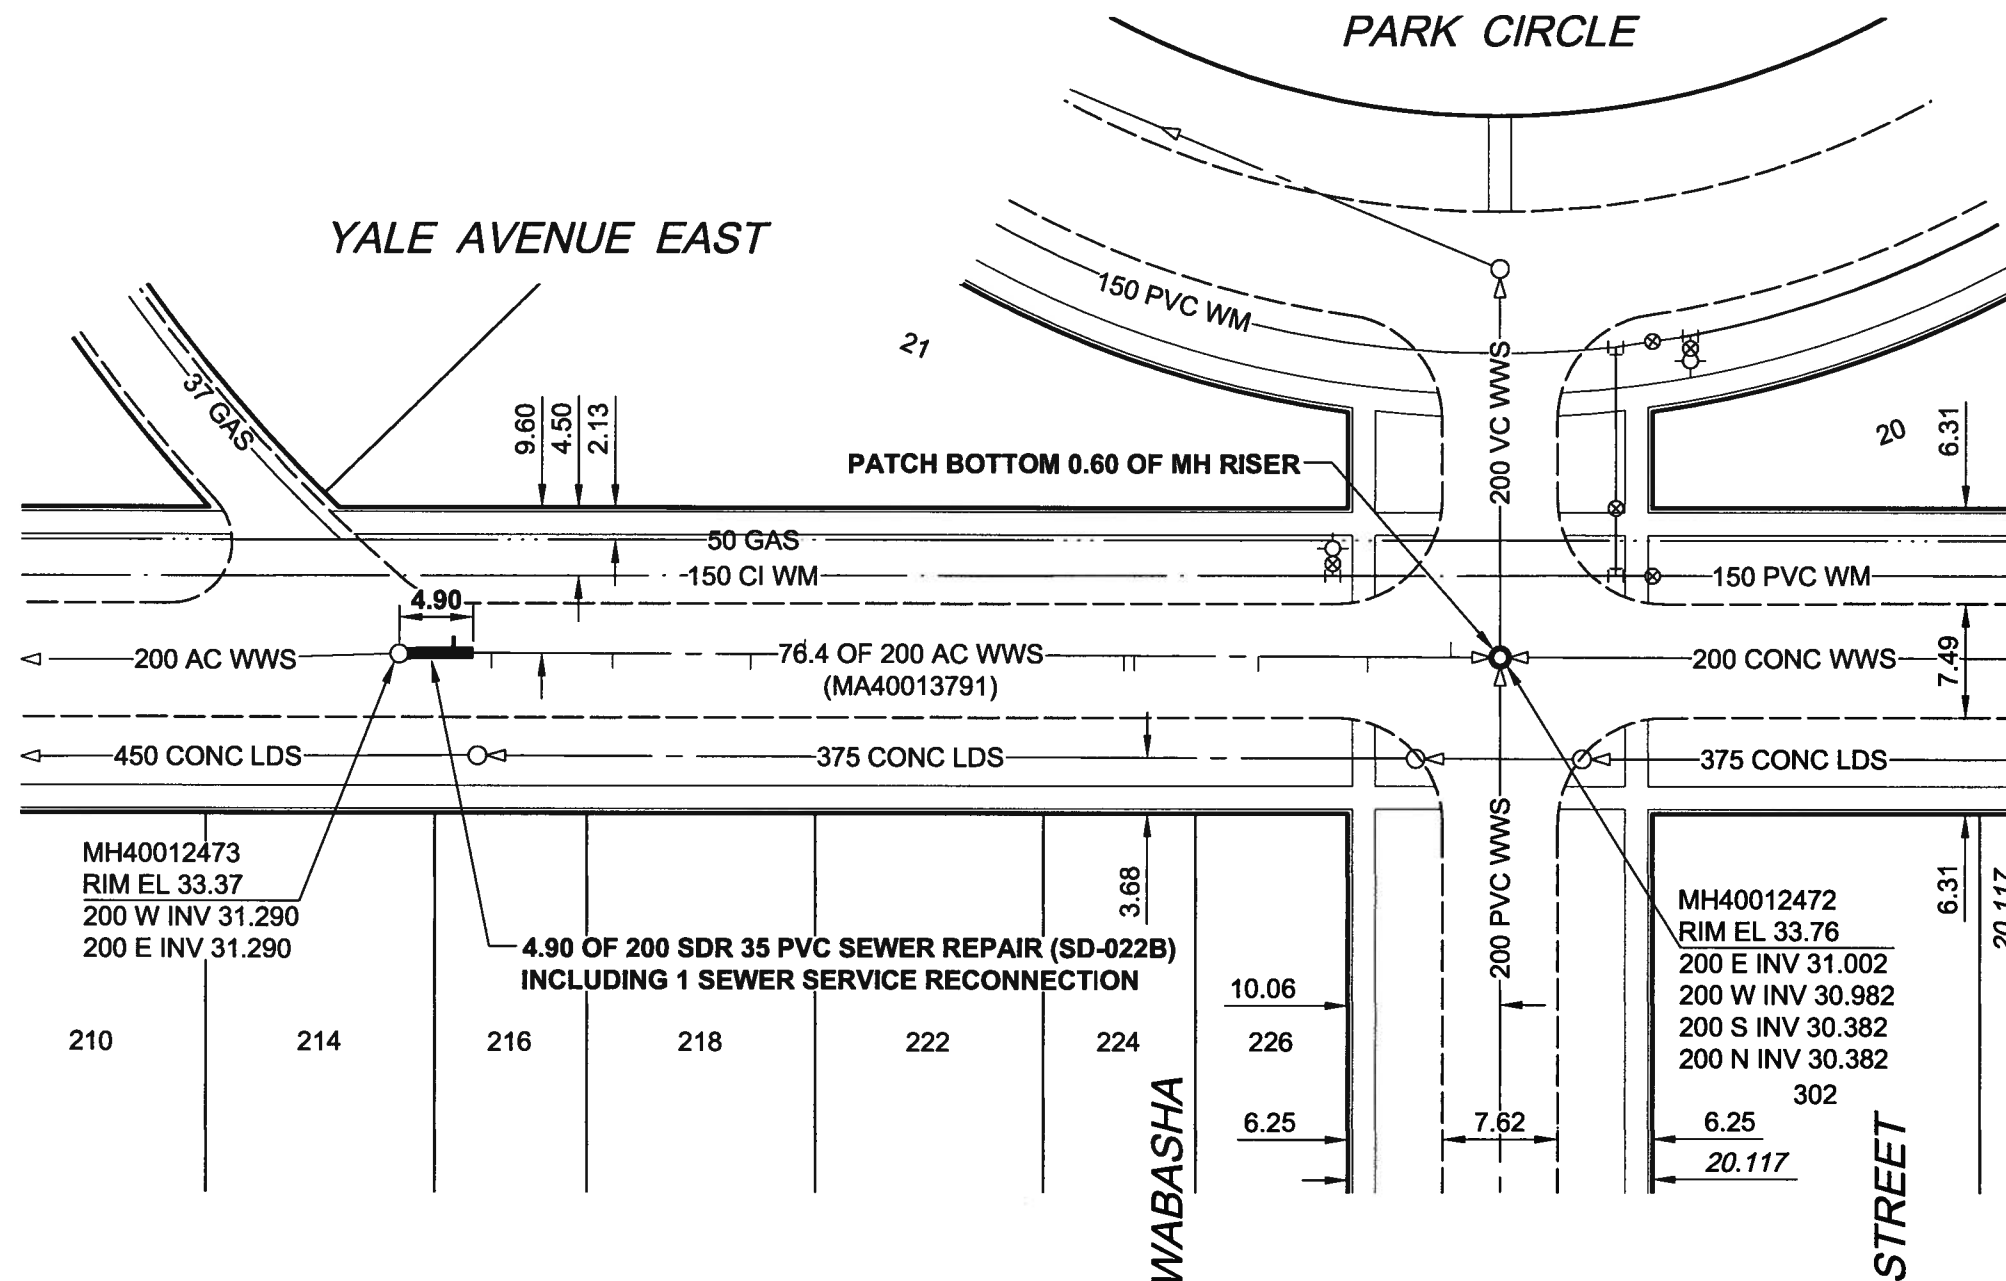 PARK CIRCLE
YALE AVENUE EAST
150 PVC WM
21
37 GAS
200 VC WWS
9.60
4.50
2.13
20
6.31
PATCH BOTTOM 0.60 OF MH RISER
50 GAS
150 CI WM
150 PVC WM
4.90
200 AC WWS
76.4 OF 200 AC WWS
(MA40013791)
200 CONC WWS
7.49
450 CONC LDS
375 CONC LDS
375 CONC LDS
200 PVC WWS
MH40012473
RIM EL 33.37
200 W INV 31.290
200 E INV 31.290
3.68
4.90 OF 200 SDR 35 PVC SEWER REPAIR (SD-022B)
INCLUDING 1 SEWER SERVICE RECONNECTION
MH40012472
RIM EL 33.76
200 E INV 31.002
200 W INV 30.982
200 S INV 30.382
200 N INV 30.382
6.31
20.117
10.06
210
214
216
218
222
224
226
302
6.25
7.62
6.25
20.117
WABASHA
STREET